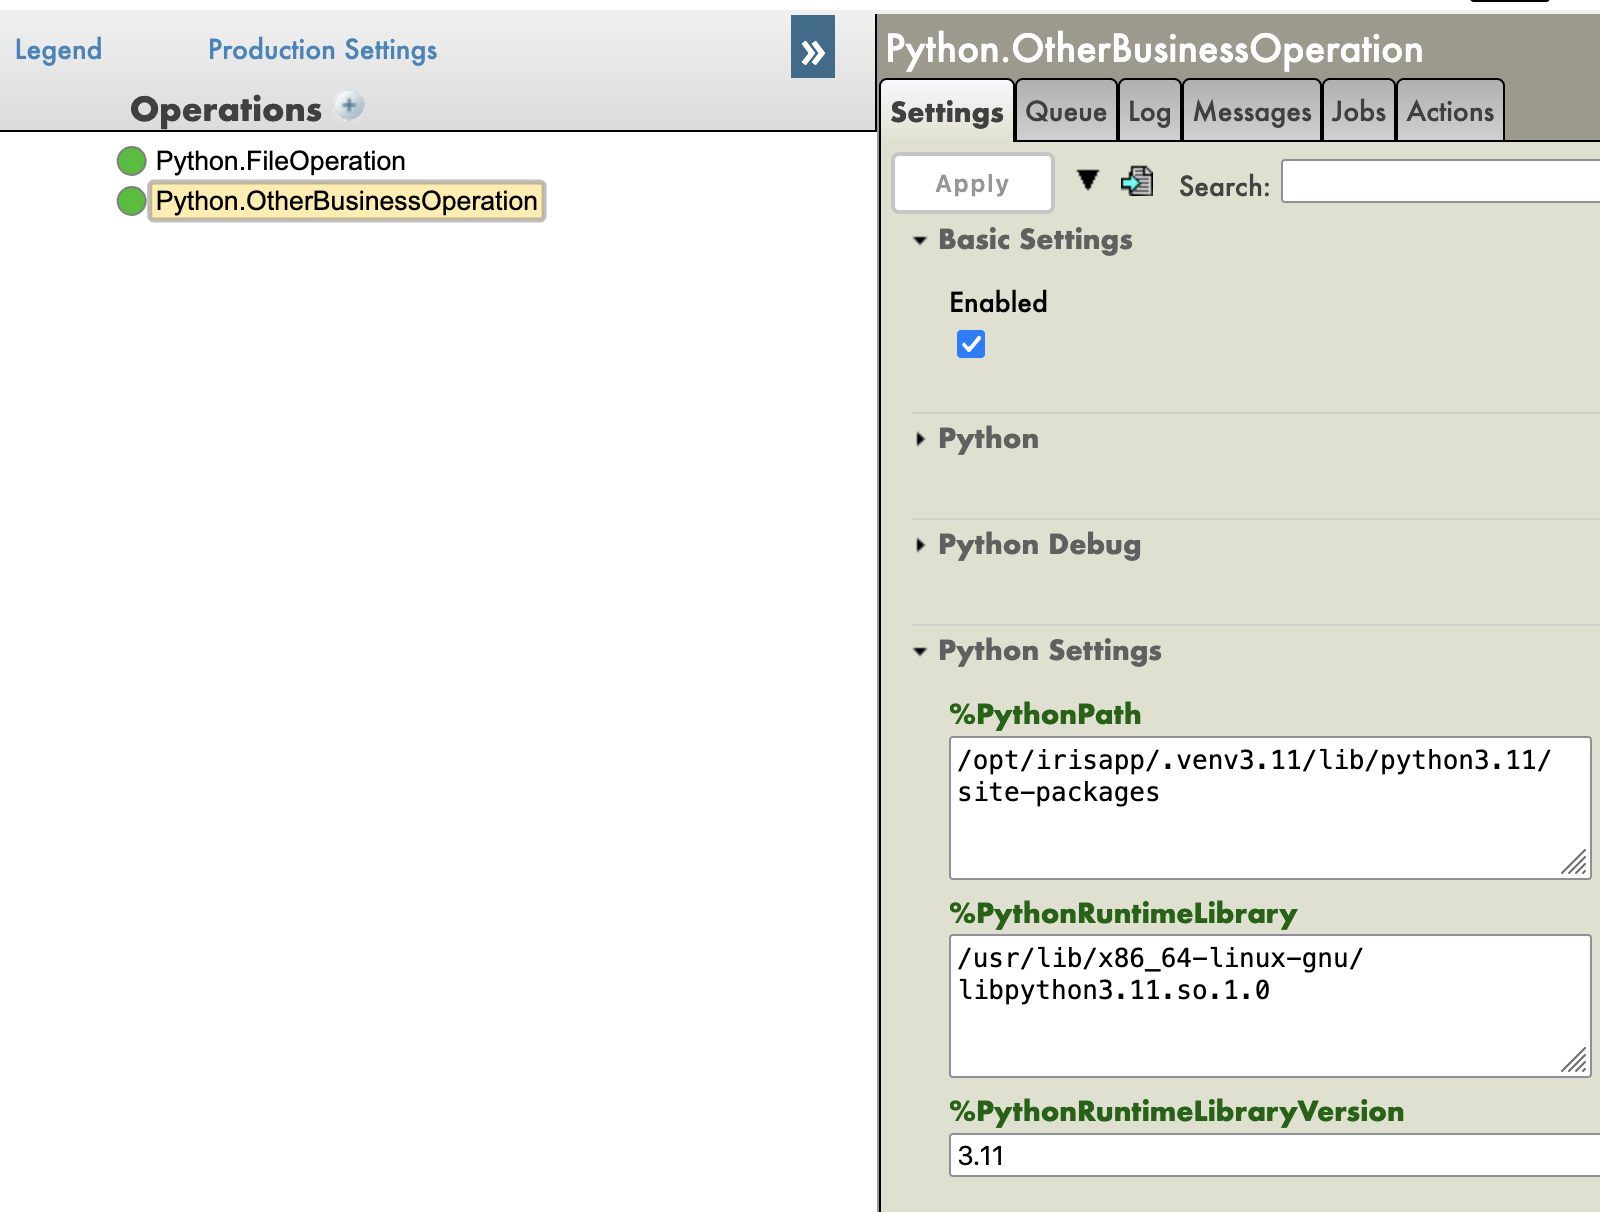 Legend
Production Settings
»
Operations
Python.FileOperation
Python.OtherBusinessOperation
Python.OtherBusinessOperation
Settings
Queue
Log
Messages
Jobs
Actions
Apply
Search:
Basic Settings
Enabled
Python
Python Debug
Python Settings
%PythonPath
/opt/irisapp/.venv3.11/lib/python3.11/
site-packages
%PythonRuntimeLibrary
/usr/lib/x86_64-linux-gnu/
libpython3.11.so.1.0
%PythonRuntimeLibraryVersion
3.11